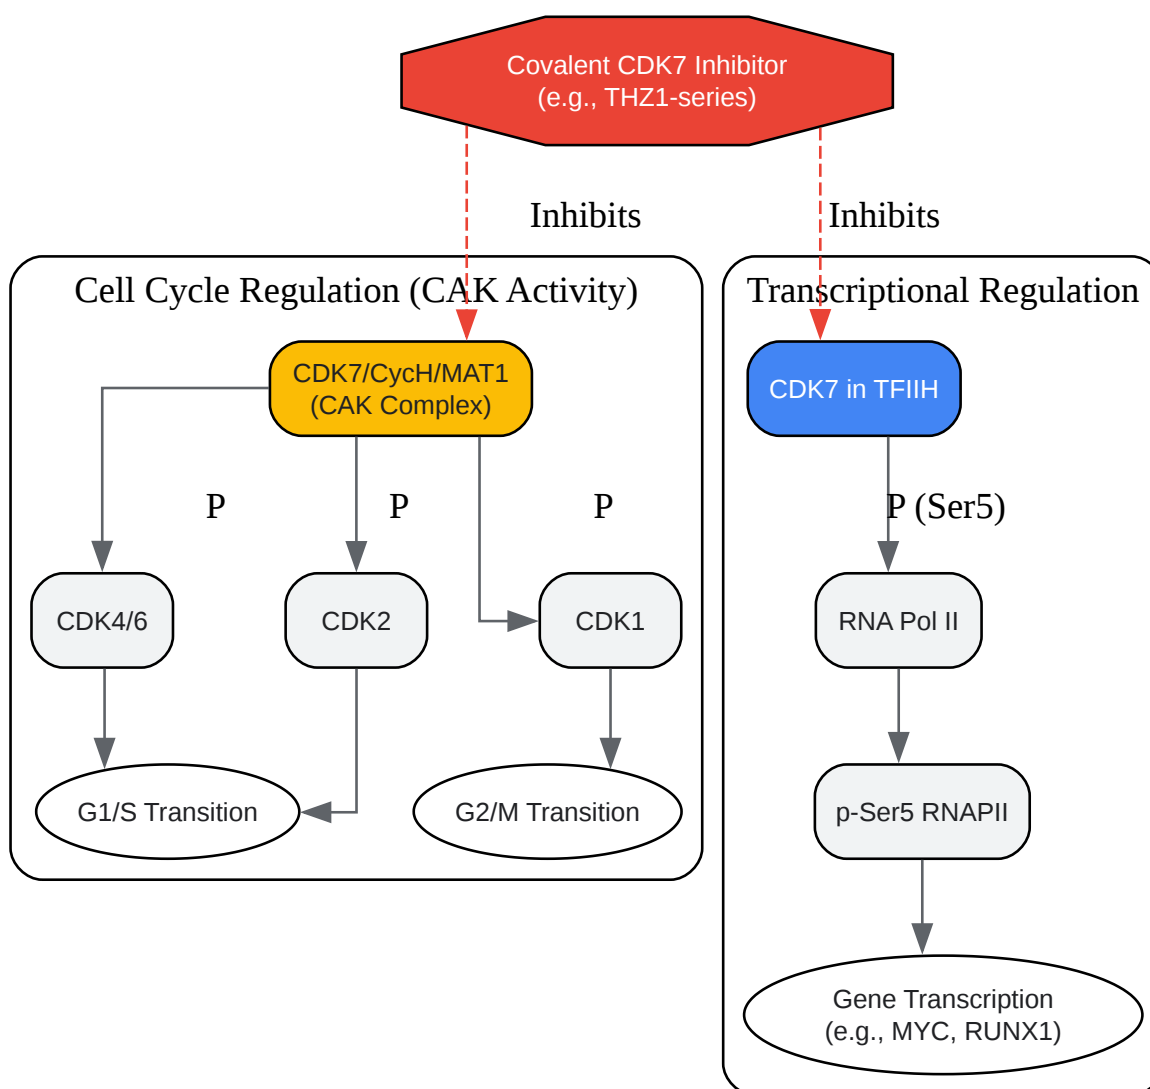 Covalent CDK7 Inhibitor
(e.g., THZ1-series)
Inhibits
Inhibits
Cell Cycle Regulation (CAK Activity)
Transcriptional Regulation
CDK7/CycH/MAT1
(CAK Complex)
CDK7 in TFIIH
P
P
P
P (Ser5)
CDK4/6
CDK2
CDK1
RNA Pol II
G1/S Transition
G2/M Transition
p-Ser5 RNAPII
Gene Transcription
(e.g., MYC, RUNX1)